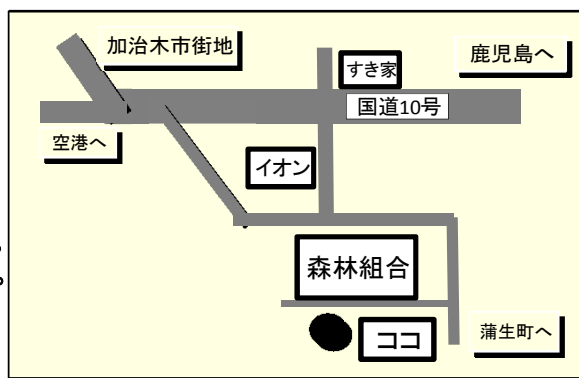 加治木市街地
すき家
鹿児島へ
国道10号
空港へ
イオン
森林組合
ココ
蒲生町へ